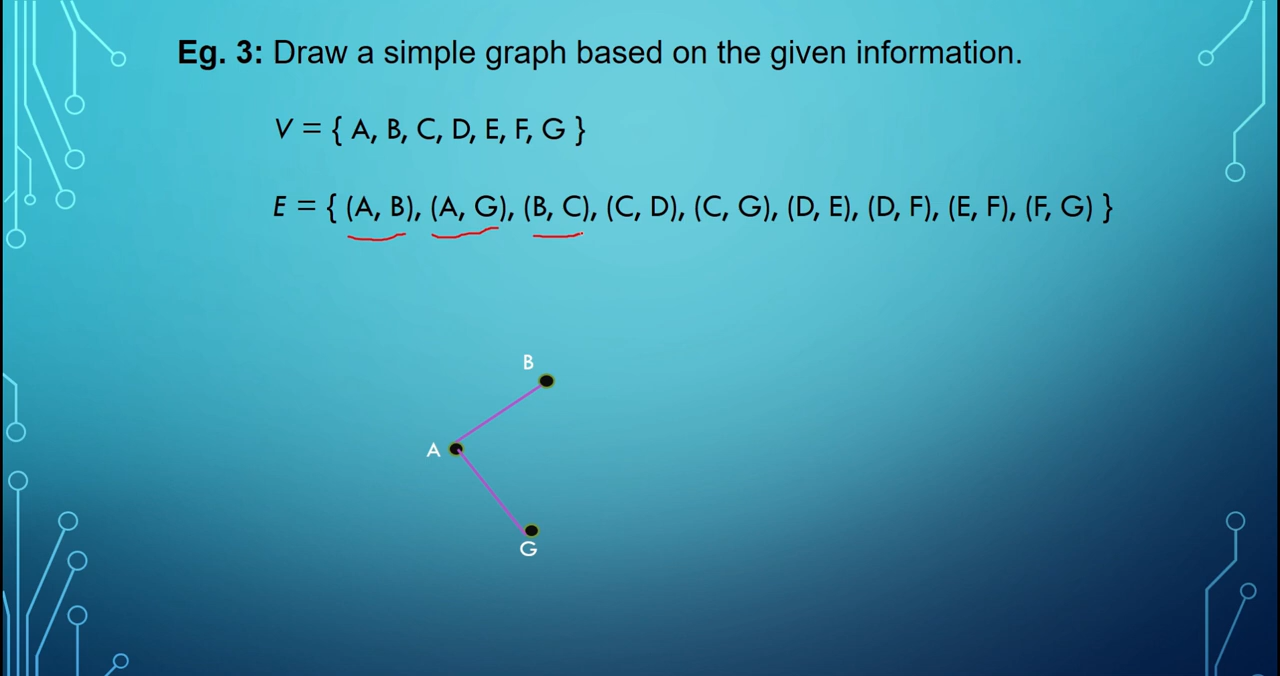 Eg. 3: Draw a simple graph based on the given information.
V = { A, B, C, D, E, F, G }
E = { (A, B), (A, G), (B, C), (C, D), (C, G), (D, E), (D, F), (E, F), (F, G) }
B
A
G